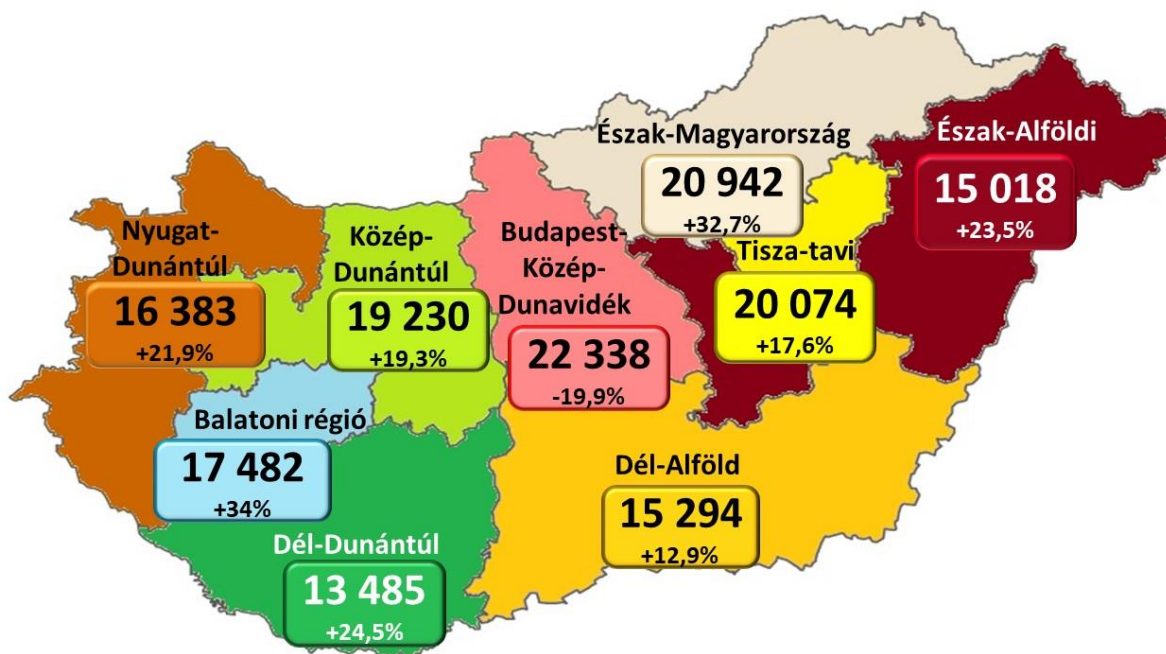 Észak-Magyarország
20 942
+32,7%
Észak-Alföldi
15 018
+23,5%
Nyugat-
Dunántúl
16 383
+21,9%
Közép-
Dunántúl
19 230
+19,3%
Budapest-
Közép-
Dunavidék
22 338
-19,9%
Tisza-tavi
20 074
+17,6%
Balatoni régió
17 482
+34%
Dél-Alföld
15 294
+12,9%
Dél-Dunántúl
13 485
+24,5%